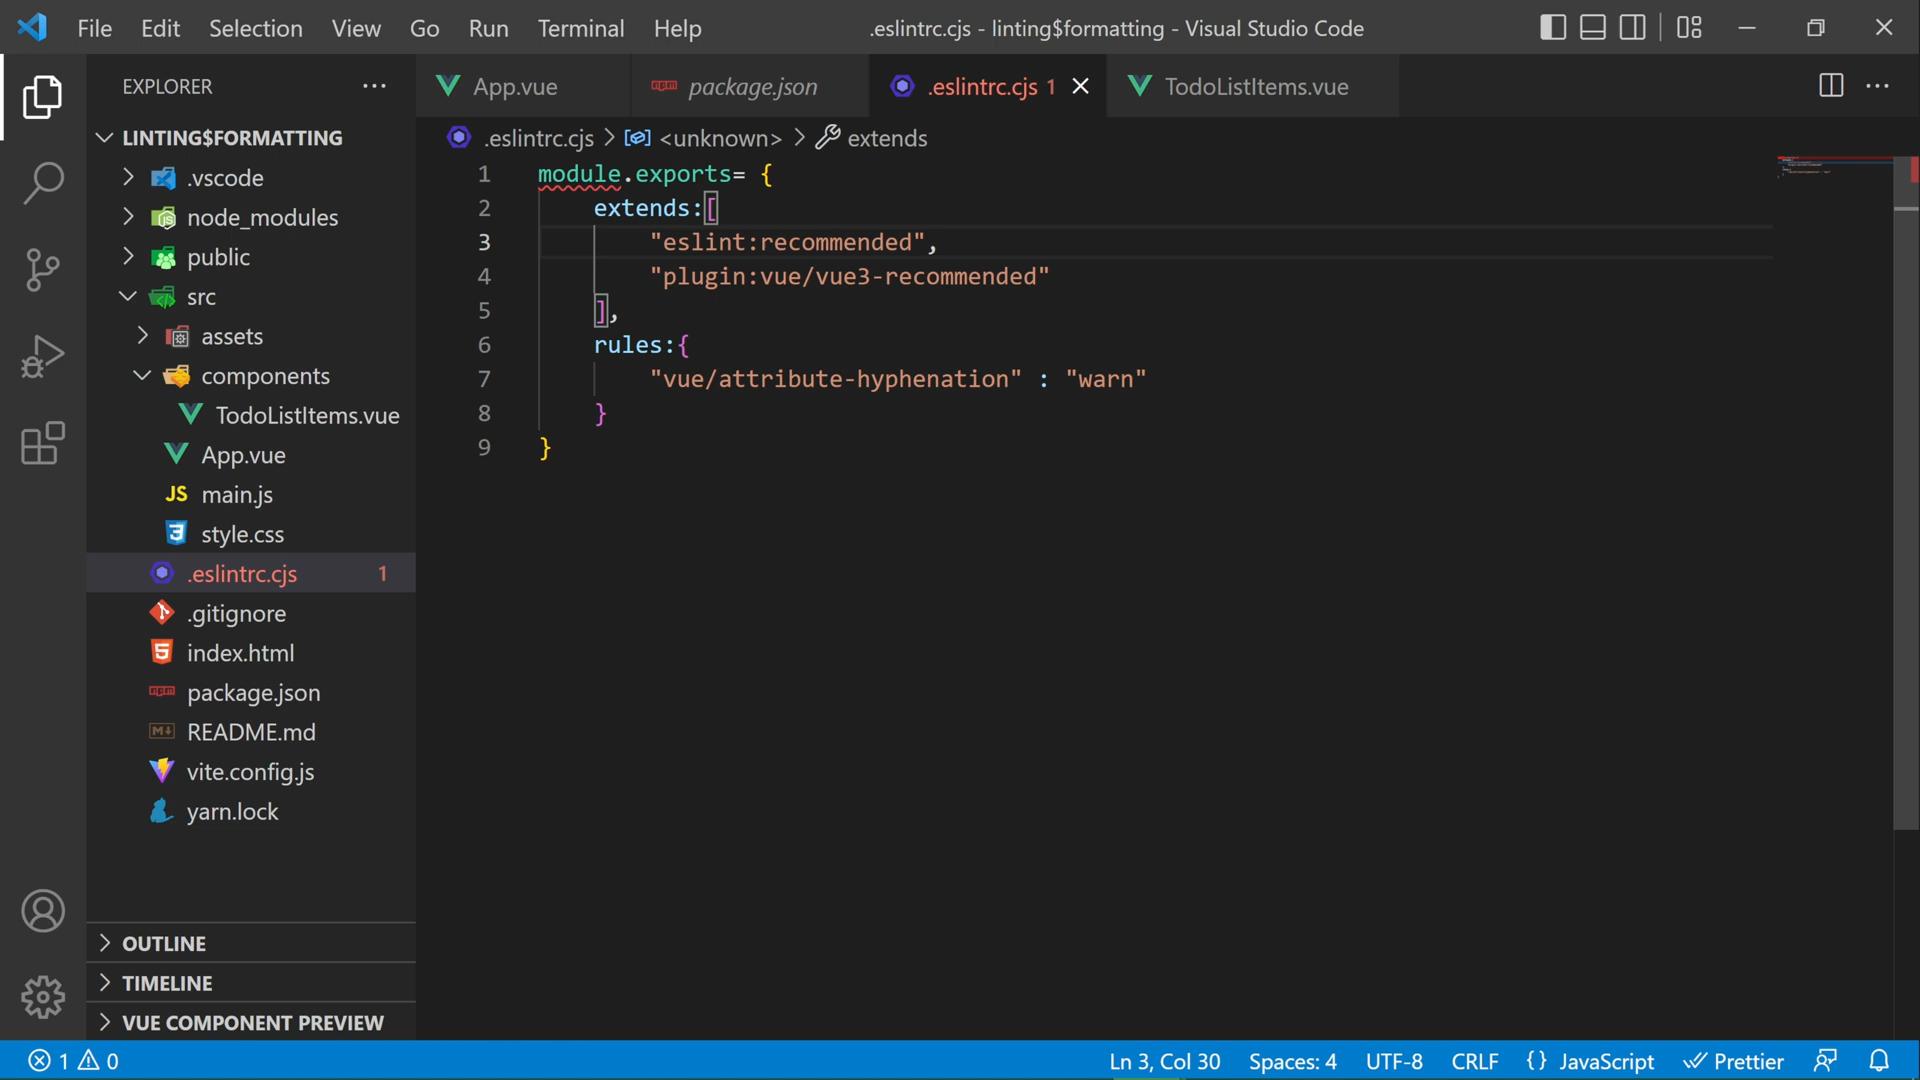 File Edit Selection View Go Run Terminal Help .eslintrc.cjs - linting$formatting - Visual Studio Code
EXPLORER
App.vue package.json .eslintrc.cjs 1 TodoListItems.vue
LINTING$FORMATTING
.vscode
node_modules
public
src
assets
components
TodoListItems.vue
App.vue
JS main.js
style.css
.eslintrc.cjs 1
.gitignore
index.html
package.json
README.md
vite.config.js
yarn.lock
OUTLINE
TIMELINE
VUE COMPONENT PREVIEW
.eslintrc.cjs > <unknown> > extends
1 module.exports= {
2 extends:[
3 "eslint:recommended",
4 "plugin:vue/vue3-recommended"
5 ],
6 rules:{
7 "vue/attribute-hyphenation" : "warn"
8 }
9 }
1 0 Ln 3, Col 30 Spaces: 4 UTF-8 CRLF {} JavaScript Prettier